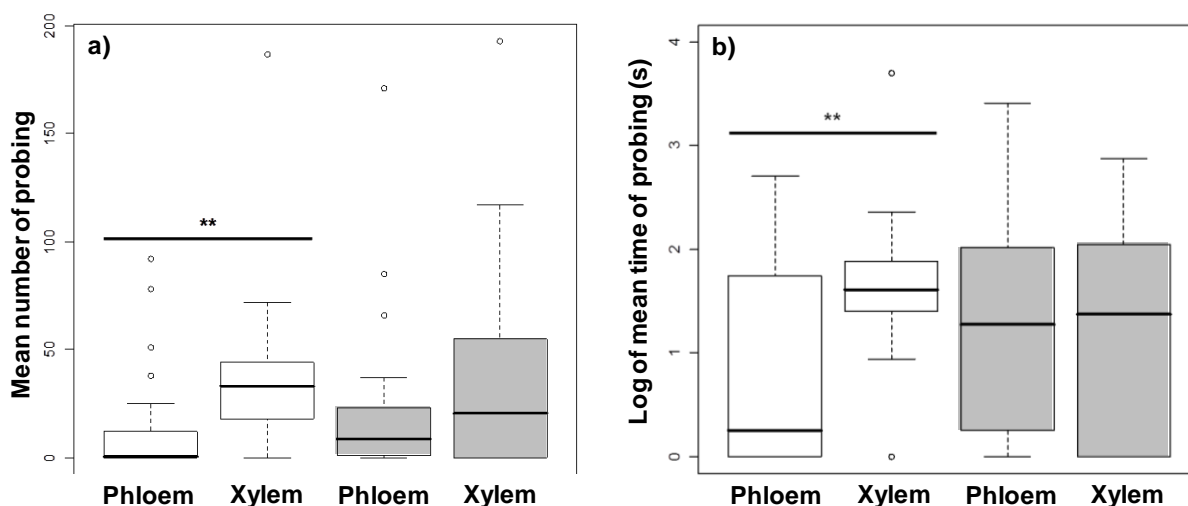 a)
Mean number of probing
200
150
100
50
0
**
Phloem Xylem Phloem Xylem
b)
Log of mean time of probing (s)
4
3
2
1
0
**
Phloem Xylem Phloem Xylem